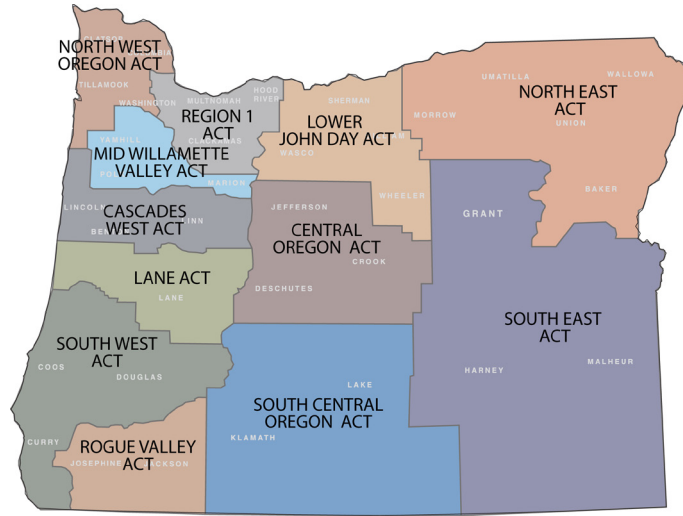 NORTH WEST
OREGON ACT
TILLAMOOK
WASHINGTON
MULTNOMAH
HOOD
RIVER
REGION 1
ACT
CLACKAMAS
SHERMAN
LOWER
JOHN DAY ACT
WASCO
WHEELER
UMATILLA
WALLOWA
NORTH EAST
ACT
MORROW
UNION
BAKER
YAMHILL
MID WILLAMETTE
VALLEY ACT
MARION
LINCOLN
CASCADES
WEST ACT
JEFFERSON
CENTRAL
OREGON ACT
CROOK
DESCHUTES
GRANT
LANE ACT
LANE
SOUTH WEST
ACT
COOS
DOUGLAS
CURRY
SOUTH EAST
ACT
HARNEY
MALHEUR
LAKE
SOUTH CENTRAL
OREGON ACT
KLAMATH
ROGUE VALLEY
ACT
JOSEPHINE
JACKSON